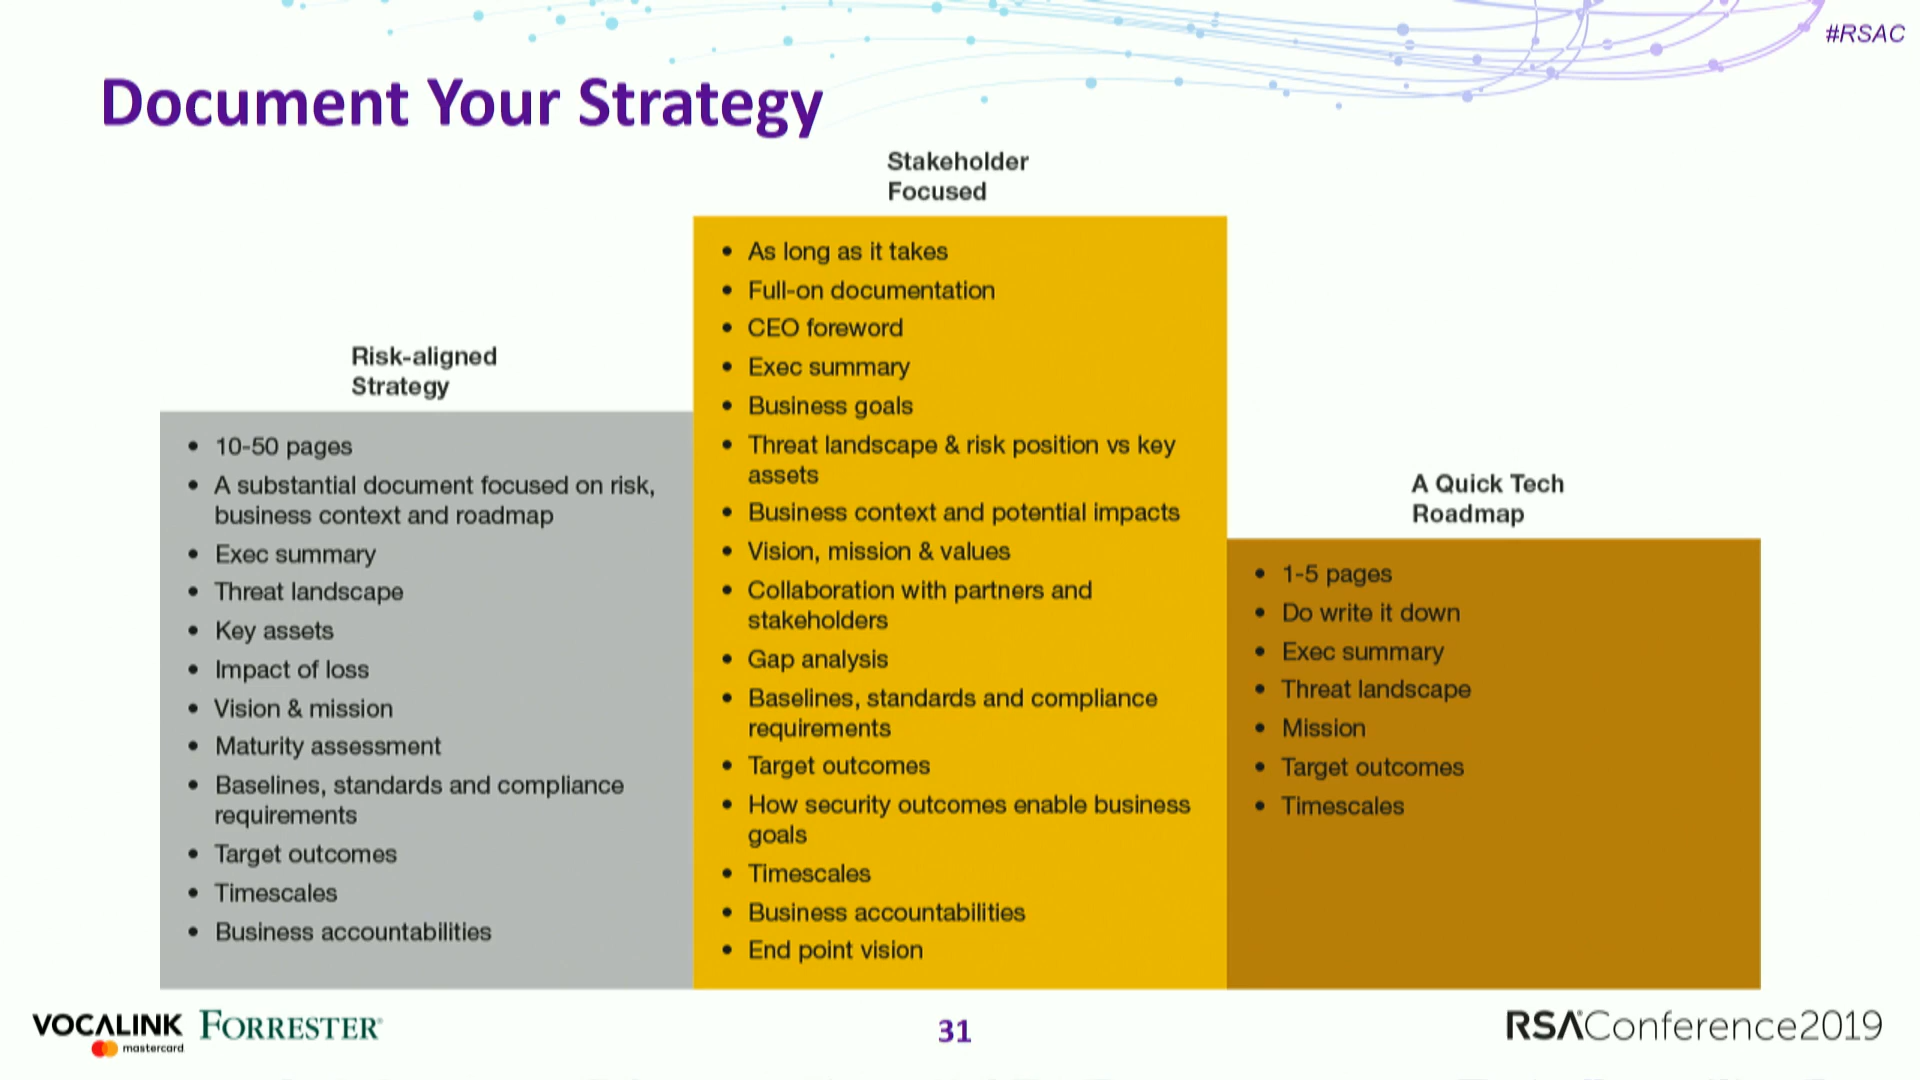 #RSAC
Document Your Strategy
Risk-aligned
Strategy
• 10-50 pages
• A substantial document focused on risk,
business context and roadmap
• Exec summary
• Threat landscape
• Key assets
• Impact of loss
• Vision & mission
• Maturity assessment
• Baselines, standards and compliance
requirements
• Target outcomes
• Timescales
• Business accountabilities
Stakeholder
Focused
• As long as it takes
• Full-on documentation
• CEO foreword
• Exec summary
• Business goals
• Threat landscape & risk position vs key
assets
• Business context and potential impacts
• Vision, mission & values
• Collaboration with partners and
stakeholders
• Gap analysis
• Baselines, standards and compliance
requirements
• Target outcomes
• How security outcomes enable business
goals
• Timescales
• Business accountabilities
• End point vision
A Quick Tech
Roadmap
• 1-5 pages
• Do write it down
• Exec summary
• Threat landscape
• Mission
• Target outcomes
• Timescales
VOCALINK
mastercard
FORRESTER®
31
RSAConference2019